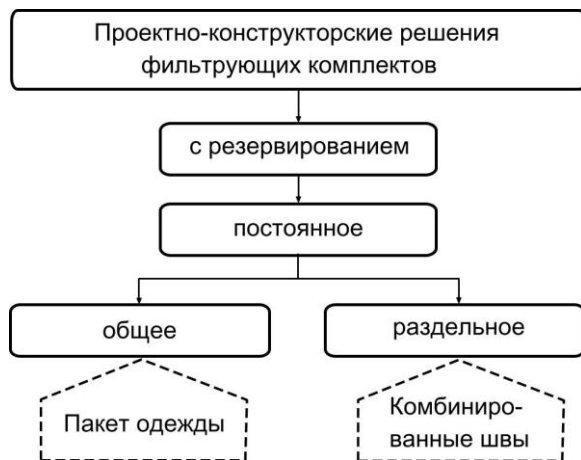 Проектно-конструкторские решения
фильтрующих комплектов
с резервированием
постоянное
общее
раздельное
Пакет одежды
Комбиниро-
ванные швы